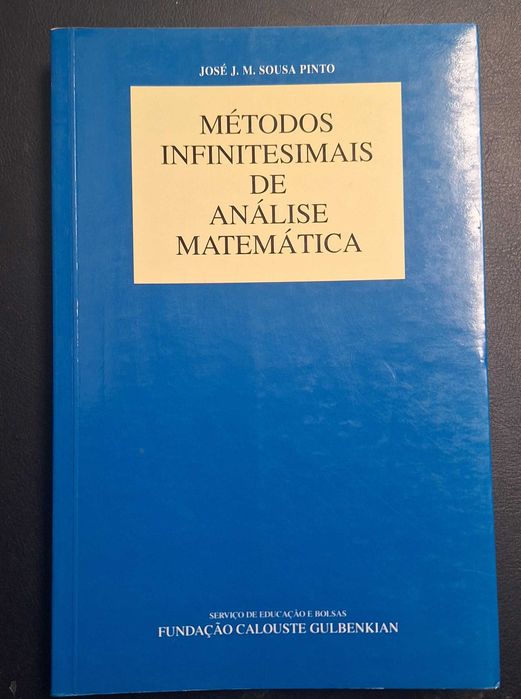 JOSÉ J. M. SOUSA PINTO
MÉTODOS
INFINITESIMAIS
DE
ANÁLISE
MATEMÁTICA
SERVIÇO DE EDUCAÇÃO E BOLSAS
FUNDAÇÃO CALOUSTE GULBENKIAN